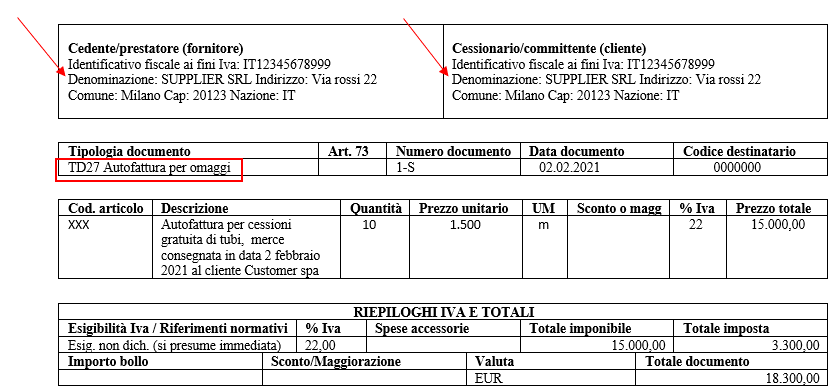 Cedente/prestatore (fornitore)
Identificativo fiscale ai fini Iva: IT12345678999
Denominazione: SUPPLIER SRL Indirizzo: Via rossi 22
Comune: Milano Cap: 20123 Nazione: IT
Cessionario/committente (cliente)
Identificativo fiscale ai fini Iva: IT12345678999
Denominazione: SUPPLIER SRL Indirizzo: Via rossi 22
Comune: Milano Cap: 20123 Nazione: IT
Tipologia documento Art. 73 Numero documento Data documento Codice destinatario
TD27 Autofattura per omaggi 1-S 02.02.2021 0000000
Cod. articolo Descrizione Quantità Prezzo unitario UM Sconto o magg % Iva Prezzo totale
XXX Autofattura per cessioni 10 1.500 m 22 15.000,00
gratuita di tubi, merce
consegnata in data 2 febbraio
2021 al cliente Customer spa
RIEPILOGHI IVA E TOTALI
Esigibilità Iva / Riferimenti normativi % Iva Spese accessorie Totale imponibile Totale imposta
Esig. non dich. (si presume immediata) 22,00 15.000,00 3.300,00
Importo bollo Sconto/Maggiorazione Valuta Totale documento
EUR 18.300,00